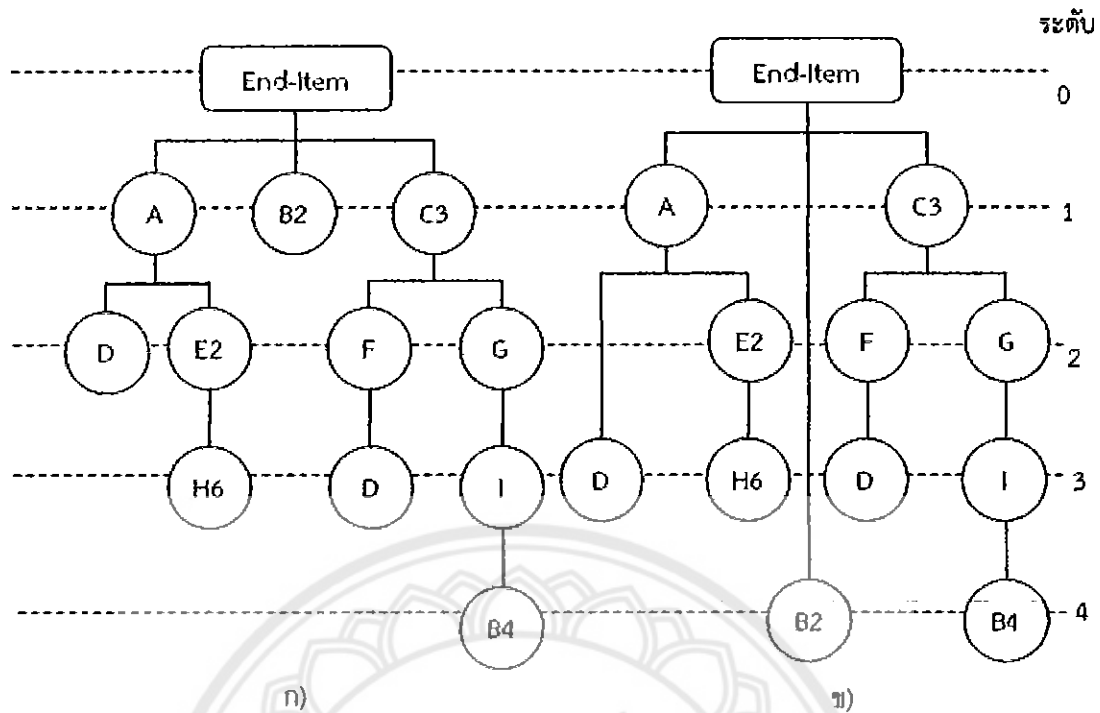 ระดับ
End-Item
End-Item
0
A
B2
C3
A
C3
1
D
E2
F
G
E2
F
G
2
H6
D
I
D
H6
D
I
3
B4
B2
B4
4
ก)
ข)